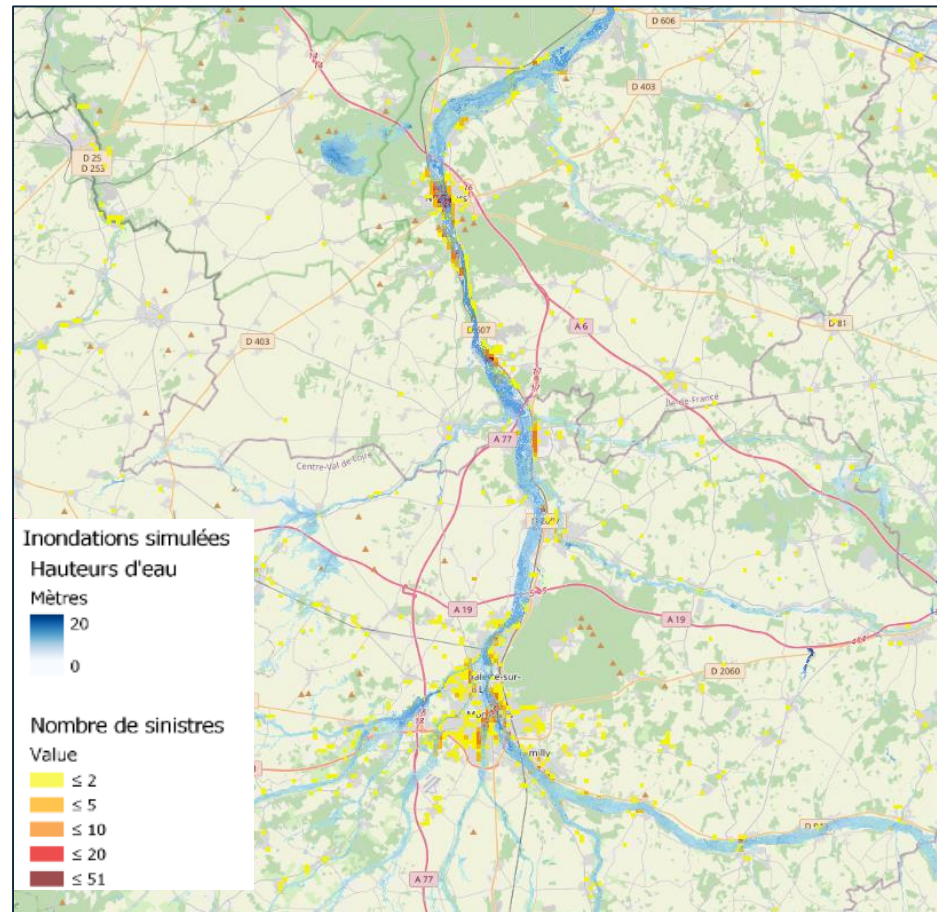 D 606
D 403
D 25
D 253
D 403
D 81
A 6
Île-de-France
A 77
Centre-Val de Loire
A 19
A 19
D 2060
A 77
Inondations simulées
Hauteurs d'eau
Mètres
20
0
Nombre de sinistres
Value
≤ 2
≤ 5
≤ 10
≤ 20
≤ 51